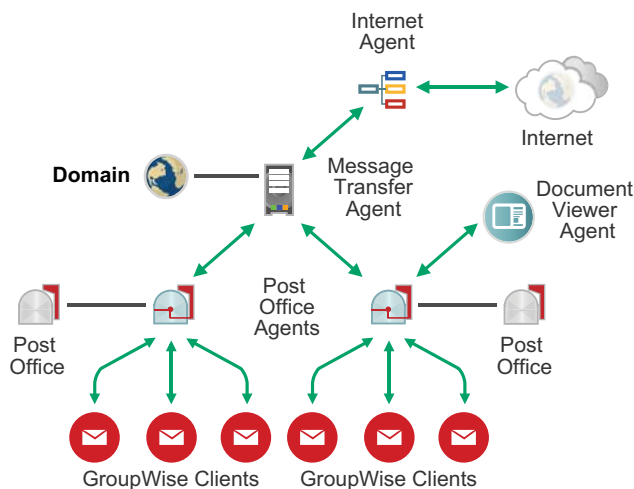 Internet
Agent
Internet
Domain
Message
Transfer
Agent
Document
Viewer
Agent
Post
Office
Agents
Post
Office
Post
Office
GroupWise Clients
GroupWise Clients